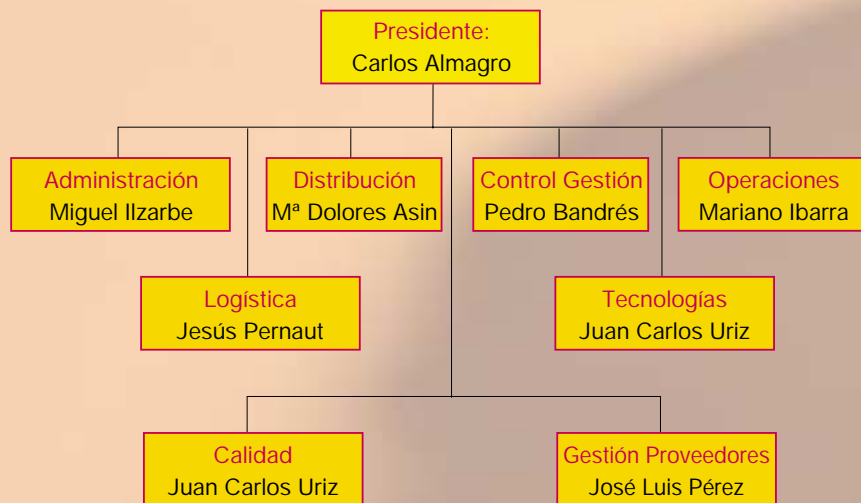 Presidente:
Carlos Almagro
Administración
Miguel Ilzarbe
Distribución
Mª Dolores Asin
Control Gestión
Pedro Bandrés
Operaciones
Mariano Ibarra
Logística
Jesús Pernaut
Tecnologías
Juan Carlos Uriz
Calidad
Juan Carlos Uriz
Gestión Proveedores
José Luis Pérez